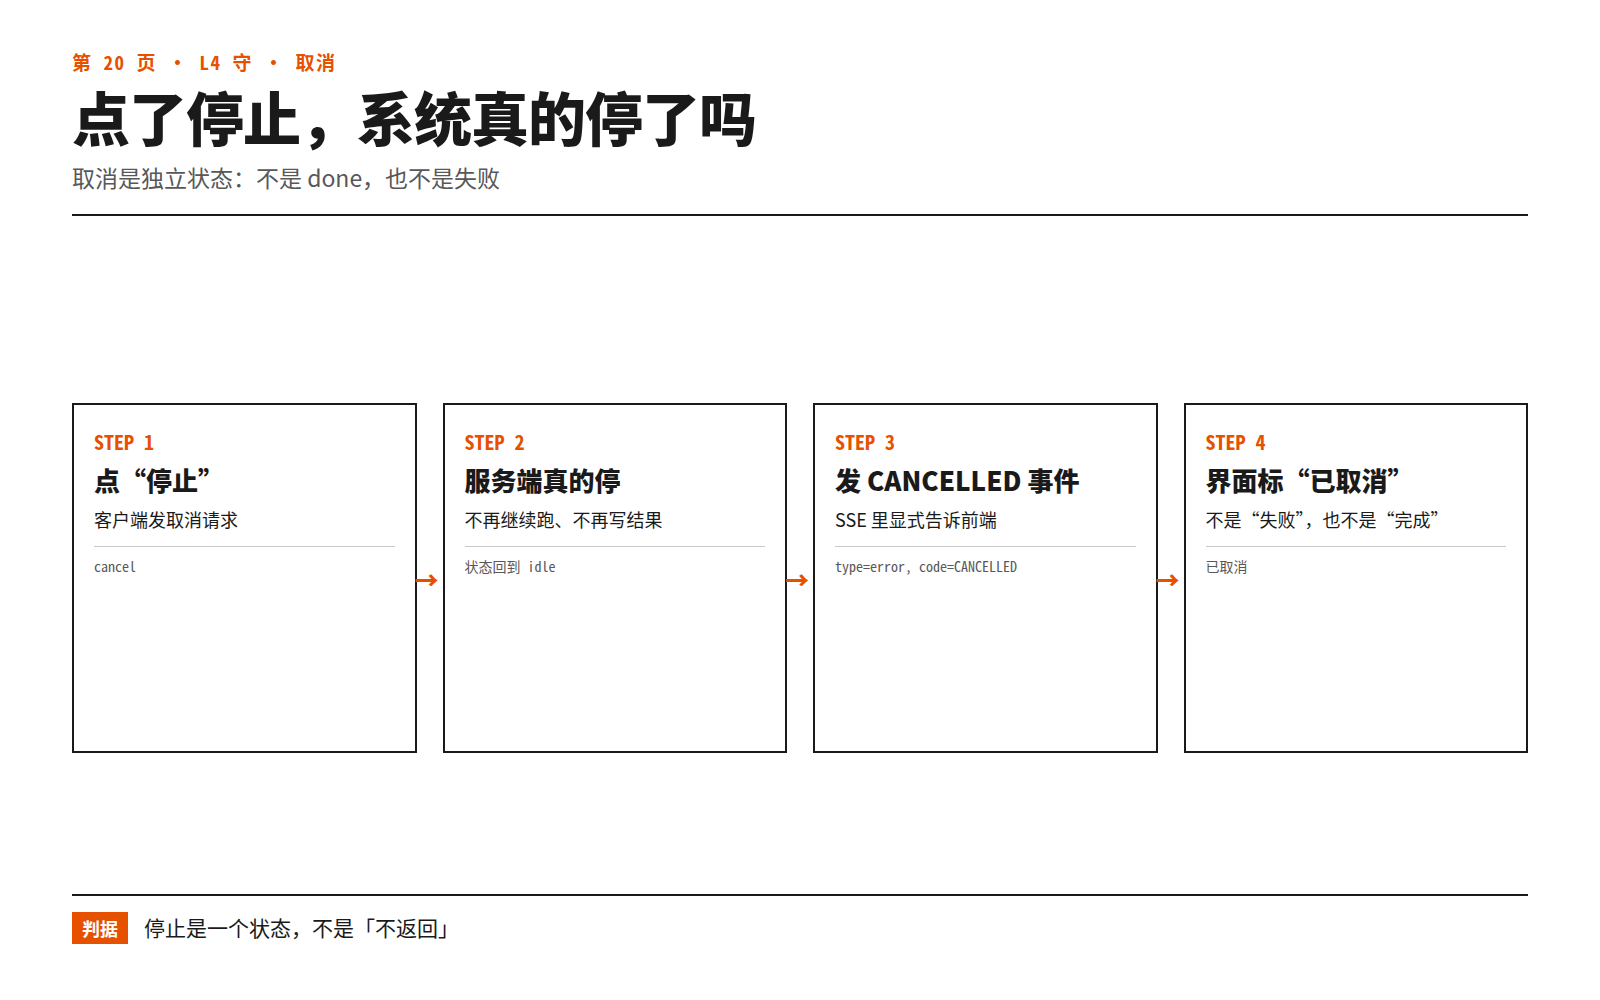 第 20 页 · L4 守 · 取消
点了停止，系统真的停了吗
取消是独立状态：不是 done，也不是失败
STEP 1
点“停止”
客户端发取消请求
cancel
→
STEP 2
服务端真的停
不再继续跑、不再写结果
状态回到 idle
→
STEP 3
发 CANCELLED 事件
SSE 里显式告诉前端
type=error, code=CANCELLED
→
STEP 4
界面标“已取消”
不是“失败”，也不是“完成”
已取消
判据 停止是一个状态，不是「不返回」